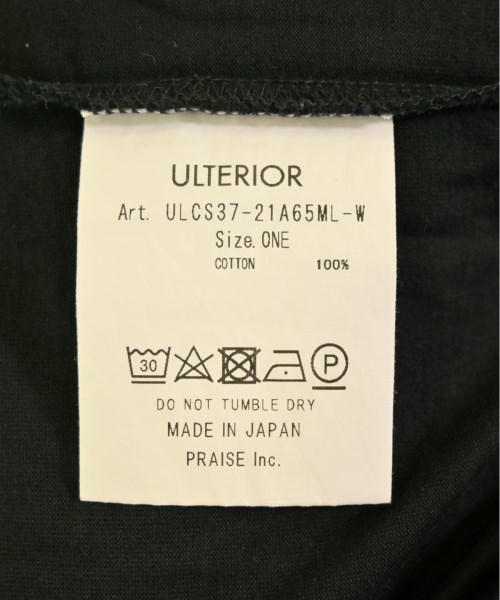 ULTERIOR
Art. ULCS37-21A65ML-W
Size.ONE
COTTON 100%
30 P
DO NOT TUMBLE DRY
MADE IN JAPAN
PRAISE Inc.